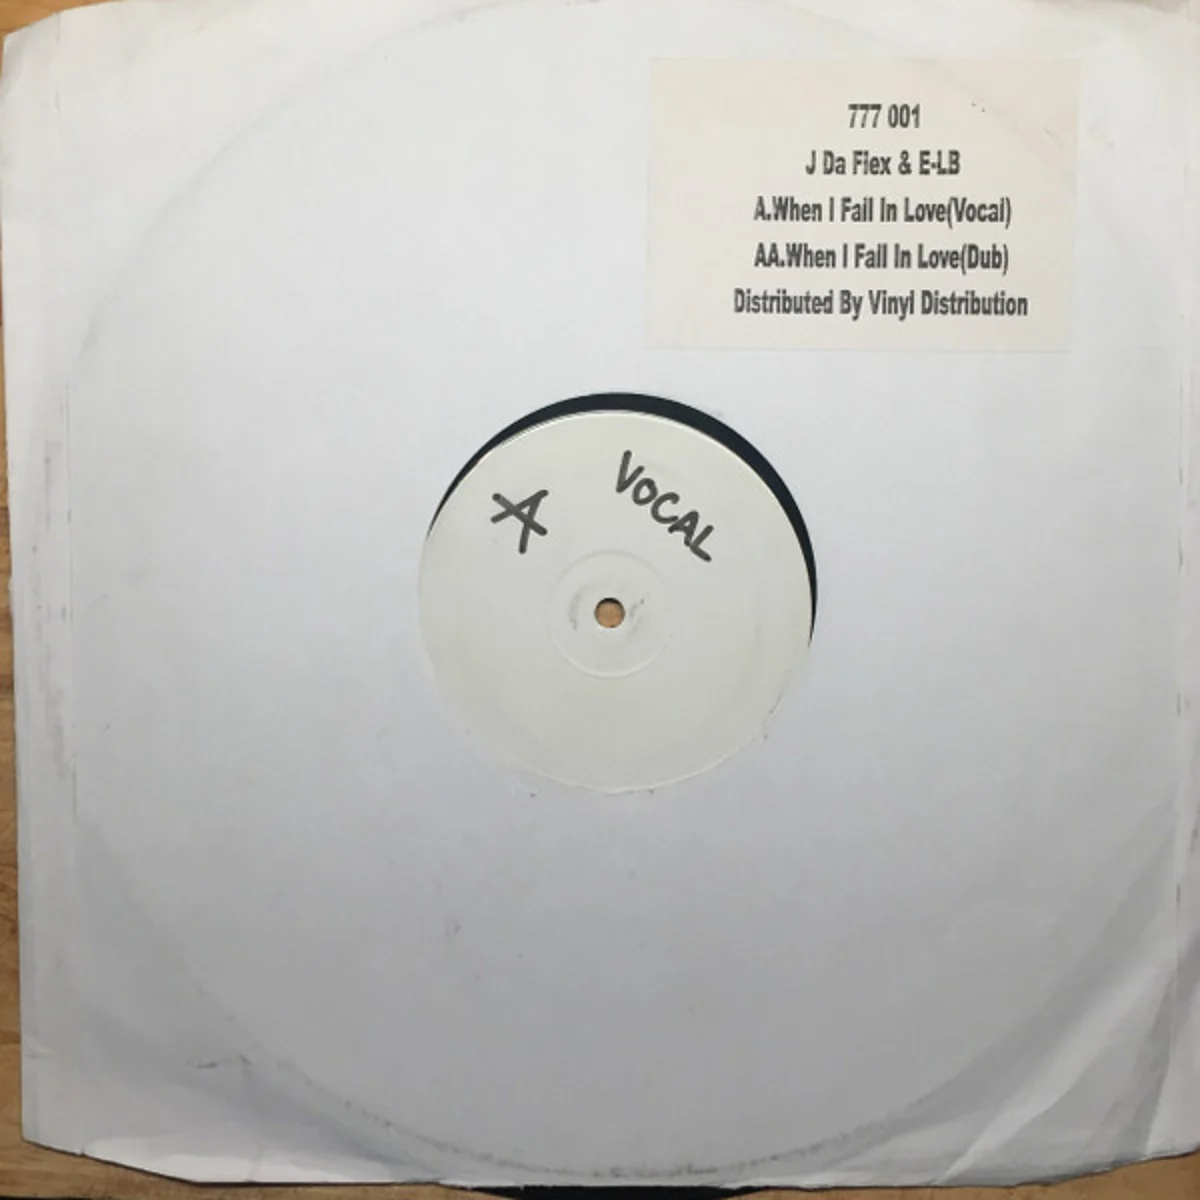 777 001
J Da Flex & E-LB
A.When I Fall In Love(Vocal)
AA.When I Fall In Love(Dub)
Distributed By Vinyl Distribution
A VOCAL